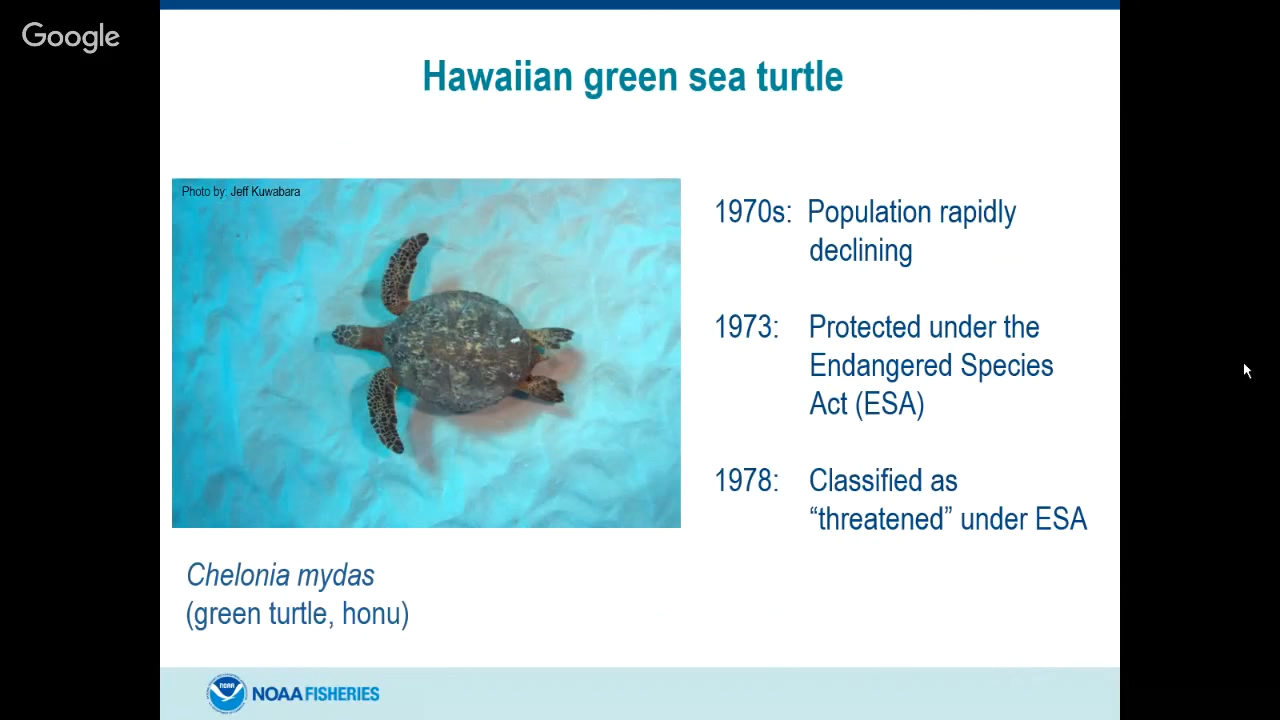 Google
Hawaiian green sea turtle
Photo by: Jeff Kuwabara
1970s: Population rapidly
declining
1973: Protected under the
Endangered Species
Act (ESA)
1978: Classified as
“threatened” under ESA
Chelonia mydas
(green turtle, honu)
NOAA
NOAA FISHERIES